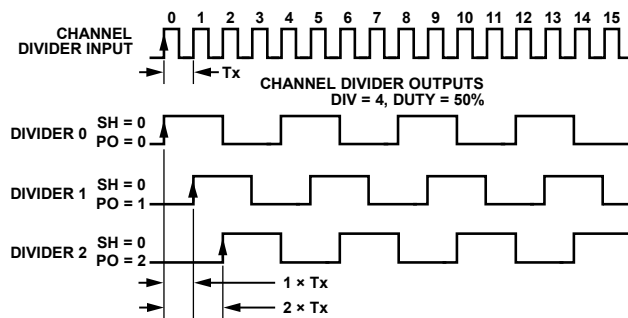 0 1 2 3 4 5 6 7 8 9 10 11 12 13 14 15
CHANNEL
DIVIDER INPUT
Tx
CHANNEL DIVIDER OUTPUTS
DIV = 4, DUTY = 50%
DIVIDER 0 SH = 0
PO = 0
DIVIDER 1 SH = 0
PO = 1
DIVIDER 2 SH = 0
PO = 2
1 × Tx
2 × Tx